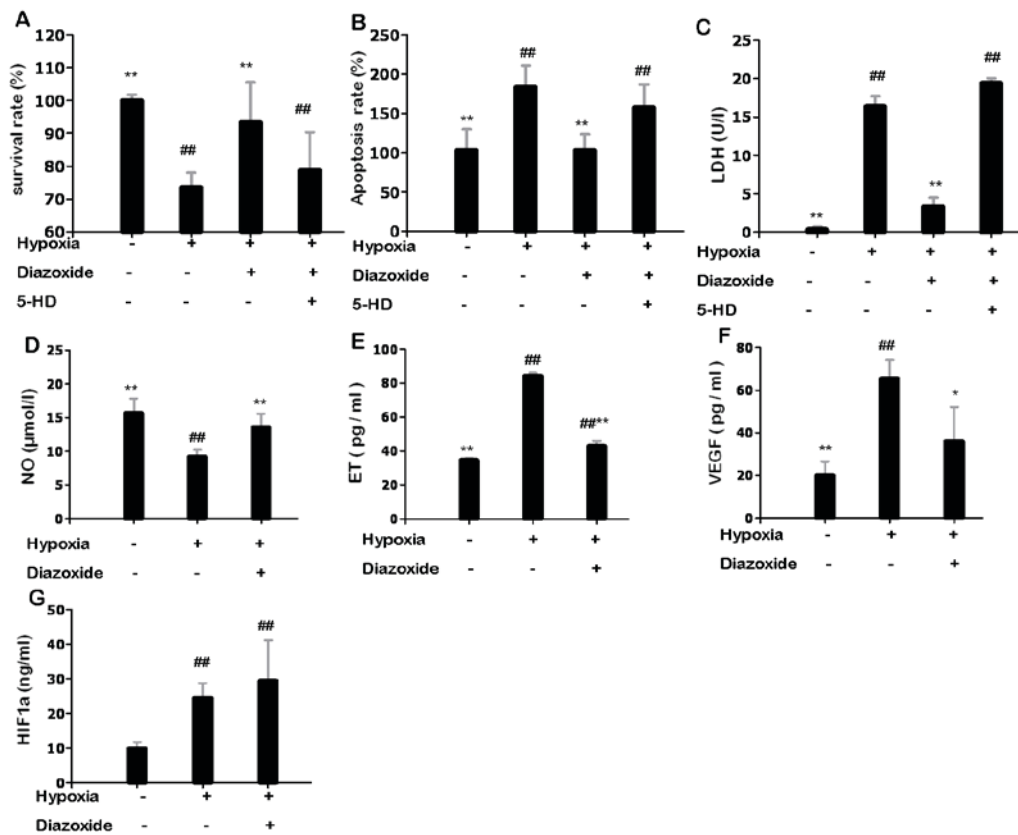 A
survival rate (%)
120
110
100
90
80
70
60
**
##
**
##
Hypoxia - + + +
Diazoxide - - + +
5-HD - - - +
B
Apoptosis rate (%)
250
200
150
100
50
0
**
##
**
##
Hypoxia - + + +
Diazoxide - - + +
5-HD - - - +
C
LDH (U/l)
25
20
15
10
5
0
**
##
**
##
Hypoxia - + + +
Diazoxide - - + +
5-HD - - - +
D
NO (µmol/l)
25
20
15
10
5
0
**
##
**
Hypoxia - + +
Diazoxide - - +
E
ET ( pg / ml )
100
80
60
40
20
0
**
##
##**
Hypoxia - + +
Diazoxide - - +
F
VEGF ( pg / ml )
80
60
40
20
0
**
##
*
Hypoxia - + +
Diazoxide - - +
G
HIF1a (ng/ml)
50
40
30
20
10
0
##
##
Hypoxia - + +
Diazoxide - - +